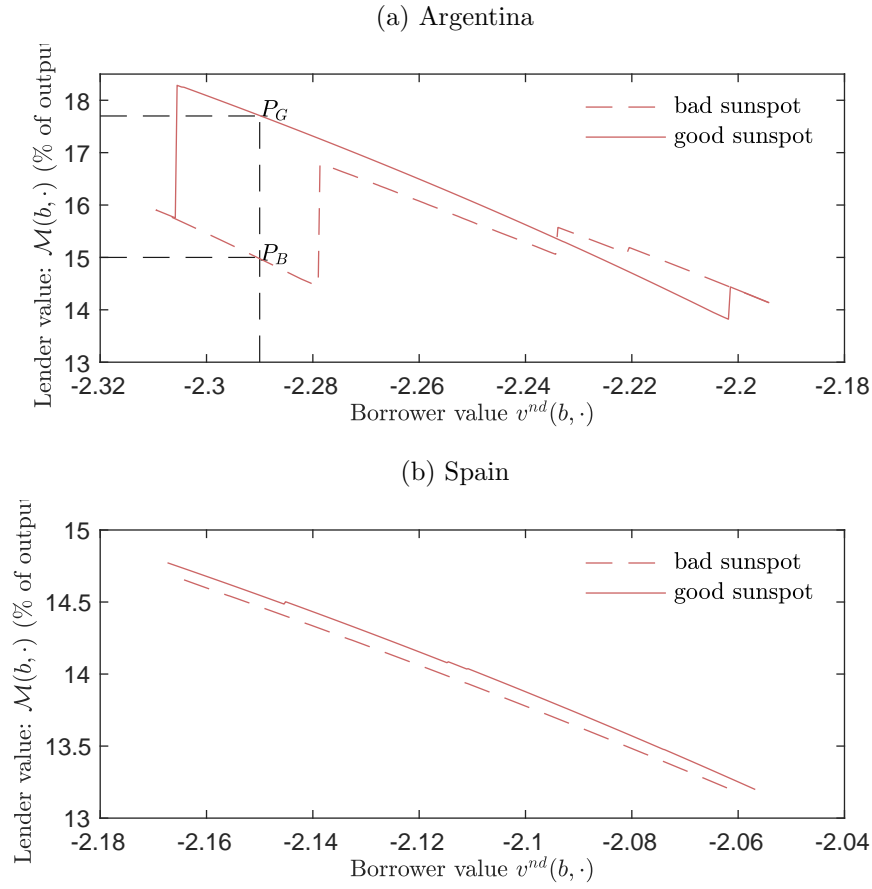 (a) Argentina
Lender value: M(b, ·) (% of outpu
18
17
16
15
14
13
P_G
P_B
bad sunspot
good sunspot
-2.32 -2.3 -2.28 -2.26 -2.24 -2.22 -2.2 -2.18
Borrower value v^{nd}(b, ·)
(b) Spain
Lender value: M(b, ·) (% of outpu
15
14.5
14
13.5
13
bad sunspot
good sunspot
-2.18 -2.16 -2.14 -2.12 -2.1 -2.08 -2.06 -2.04
Borrower value v^{nd}(b, ·)